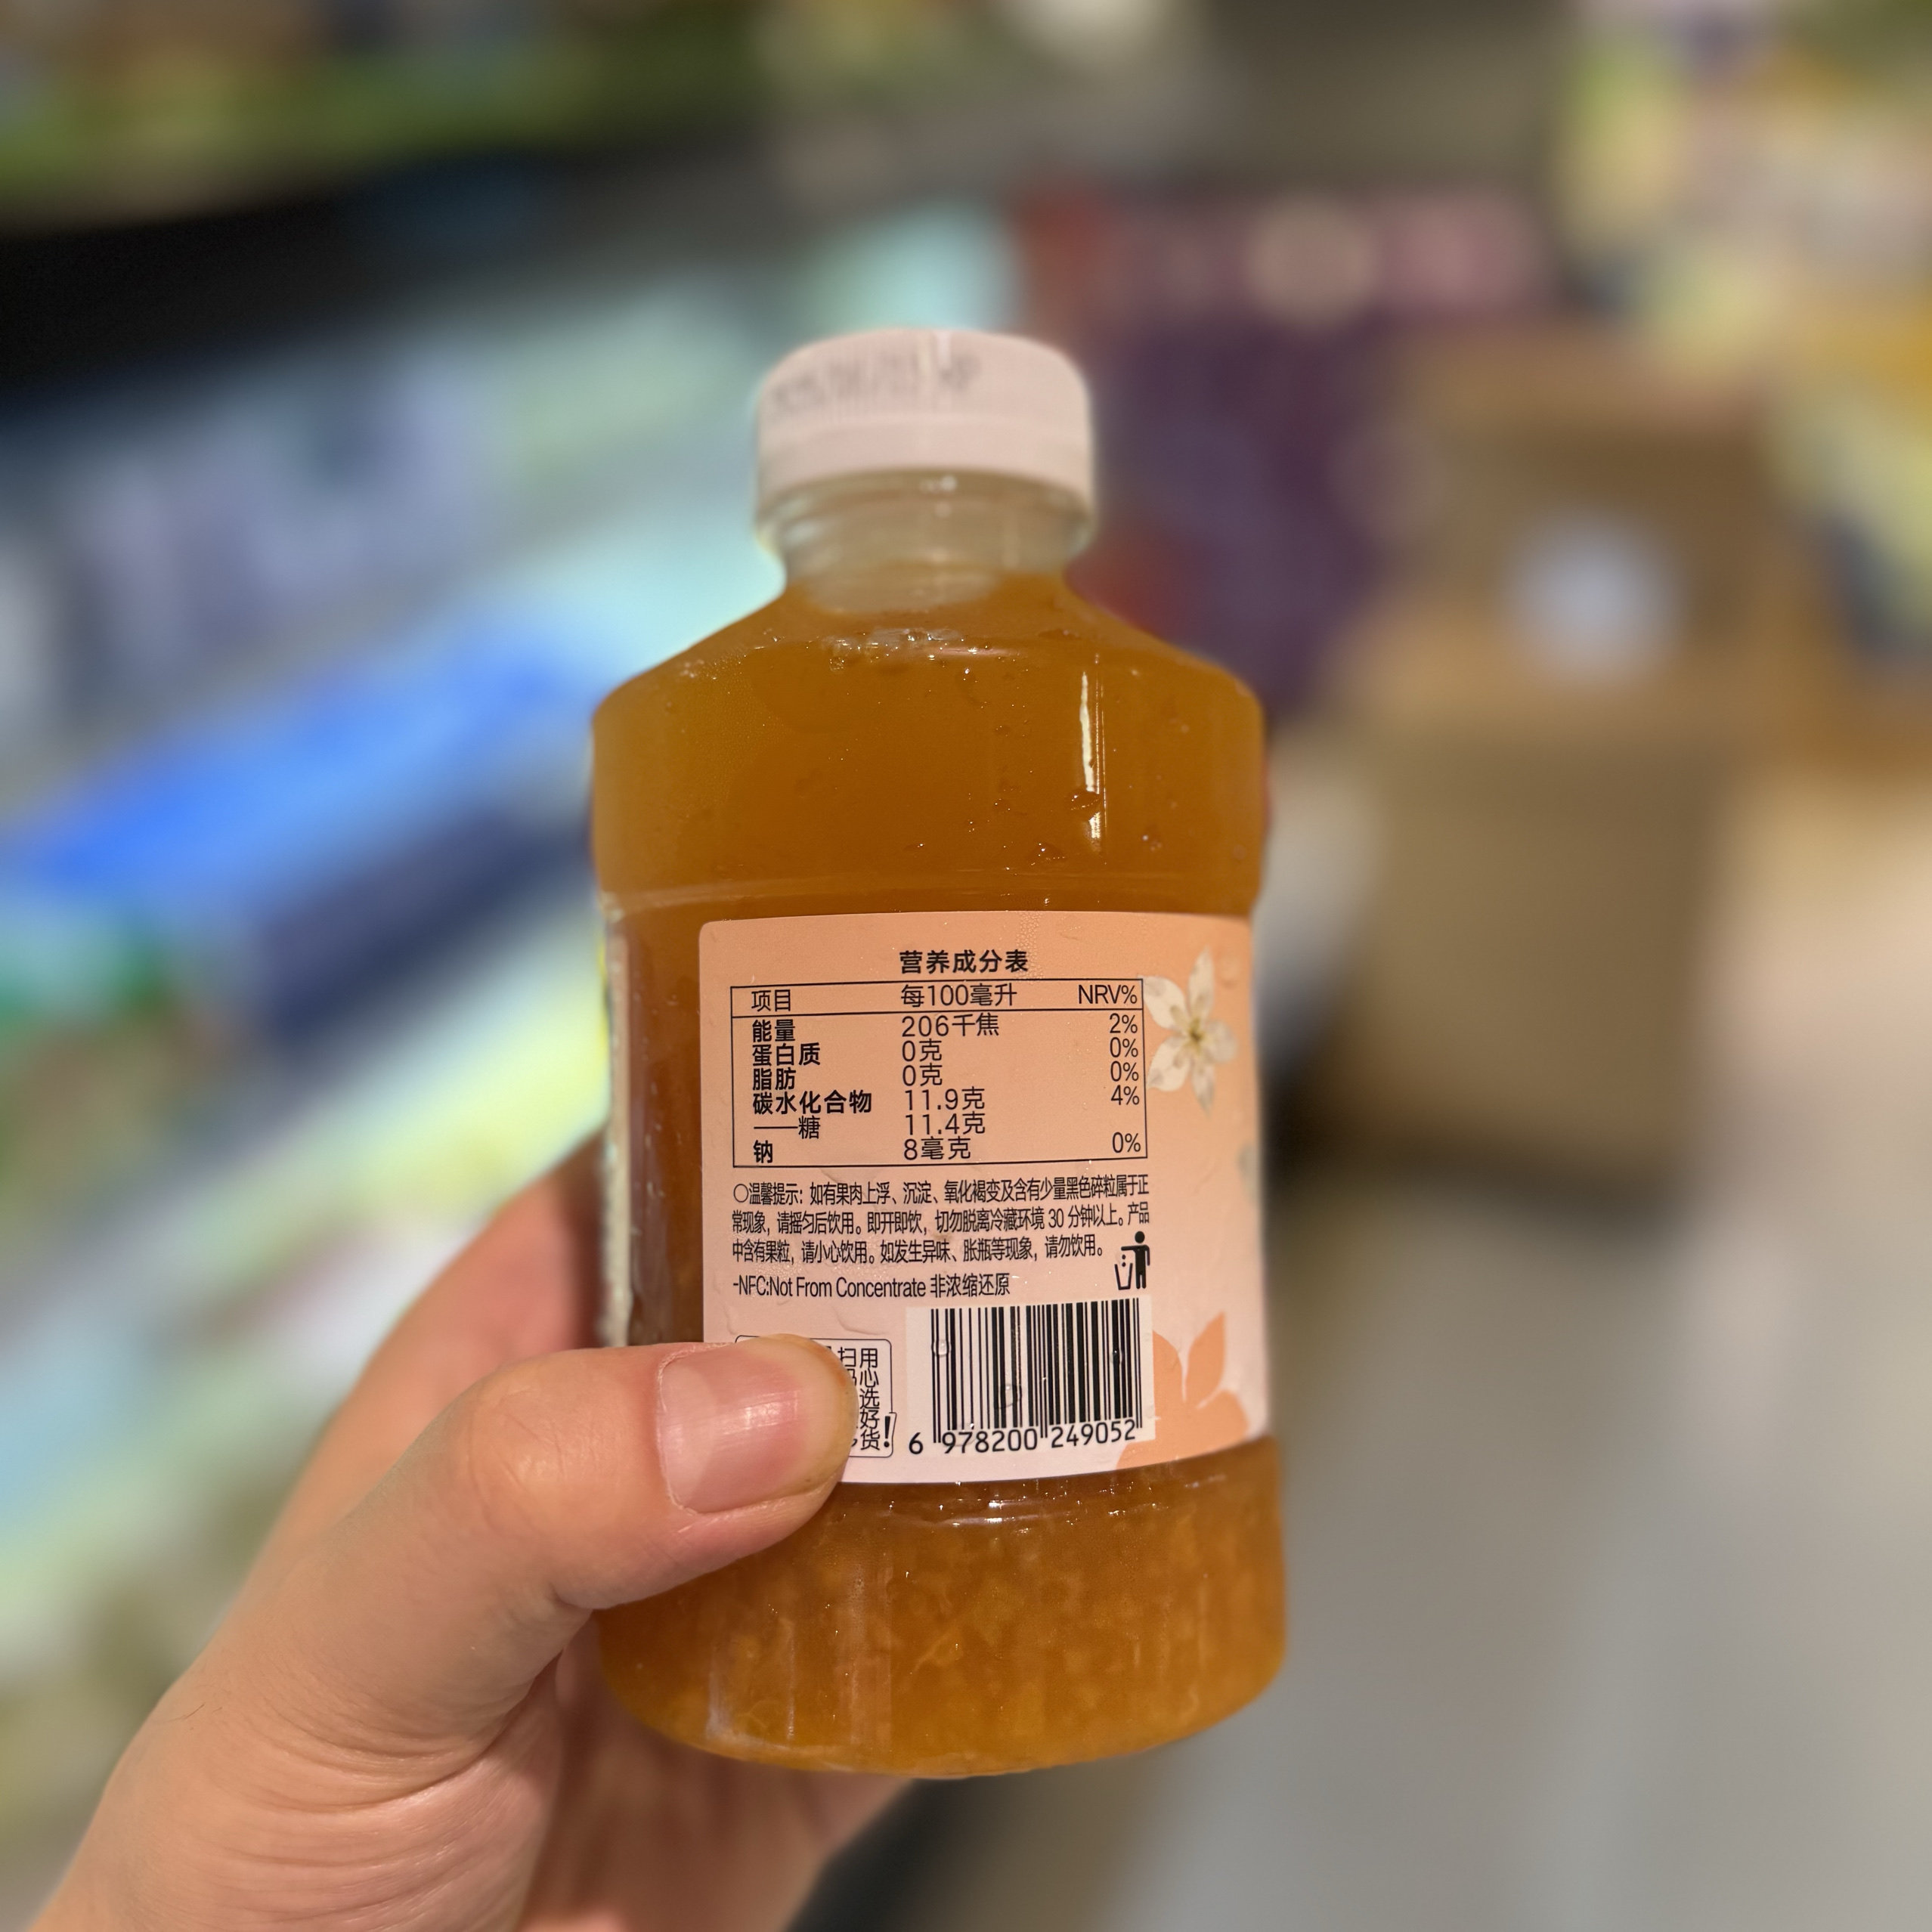 营养成分表
项目 每100毫升 NRV%
能量 206千焦 2%
蛋白质 0克 0%
脂肪 0克 0%
碳水化合物 11.9克 4%
——糖 11.4克
钠 8毫克 0%
○温馨提示：如有果肉上浮、沉淀、氧化褐变及含有少量黑色碎粒属于正
常现象，请摇匀后饮用。即开即饮，切勿脱离冷藏环境 30 分钟以上。产品
中含有果粒，请小心饮用。如发生异味、胀瓶等现象，请勿饮用。
-NFC:Not From Concentrate 非浓缩还原
扫用
心
选
好
货!
6 978200 249052